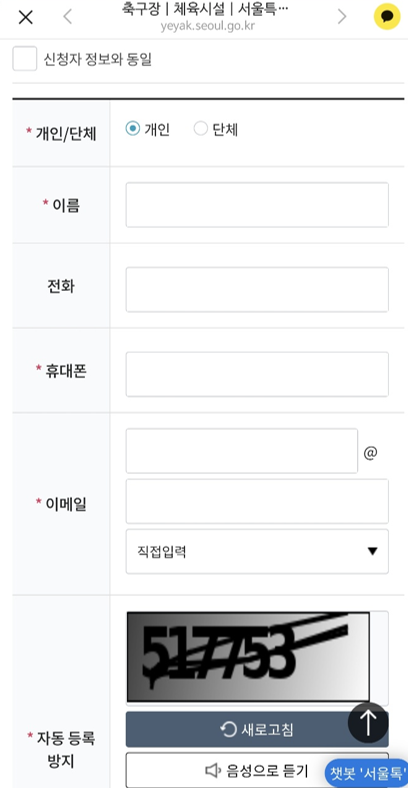 축구장 | 체육시설 | 서울특…
yeyak.seoul.go.kr
신청자 정보와 동일
* 개인/단체
개인 단체
* 이름
전화
* 휴대폰
* 이메일
@
직접입력
517753
* 자동 등록
방지
새로고침
음성으로 듣기
챗봇 '서울톡'